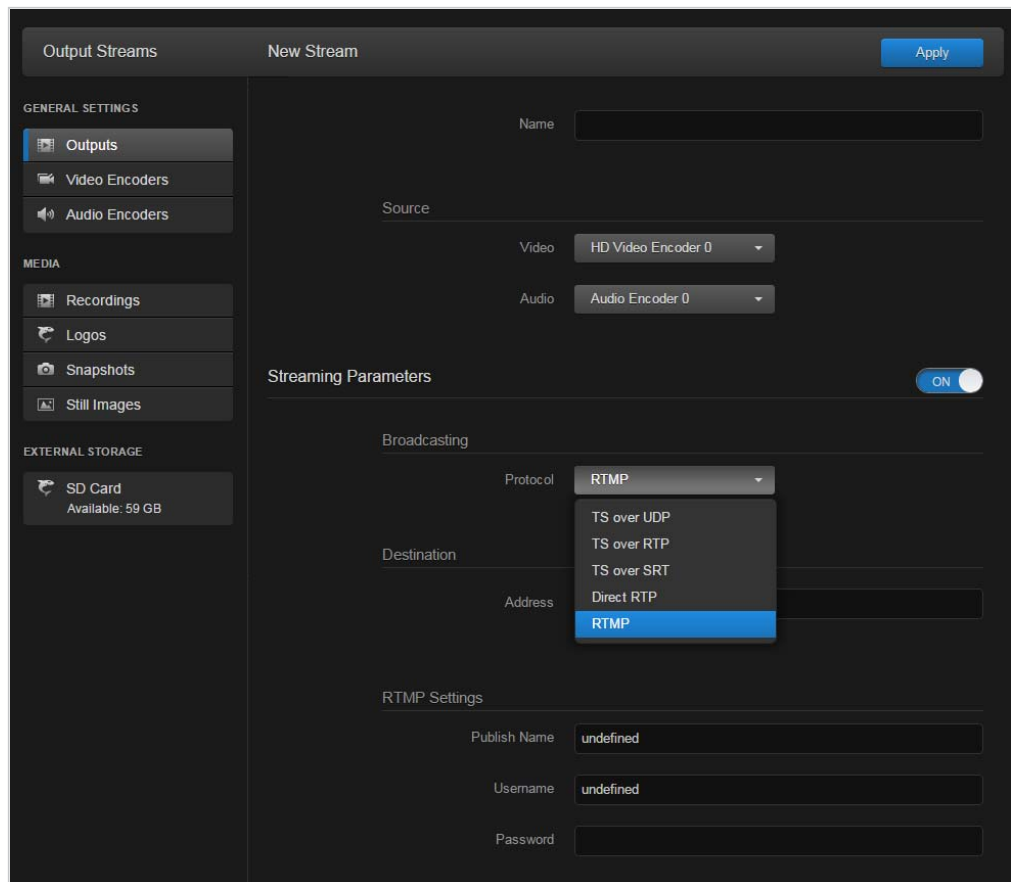 Output Streams
New Stream
Apply
GENERAL SETTINGS
Outputs
Video Encoders
Audio Encoders
MEDIA
Recordings
Logos
Snapshots
Still Images
EXTERNAL STORAGE
SD Card
Available: 59 GB
Name
Source
Video
HD Video Encoder 0
Audio
Audio Encoder 0
Streaming Parameters
ON
Broadcasting
Protocol
RTMP
TS over UDP
TS over RTP
TS over SRT
Direct RTP
RTMP
Destination
Address
RTMP Settings
Publish Name
undefined
Username
undefined
Password